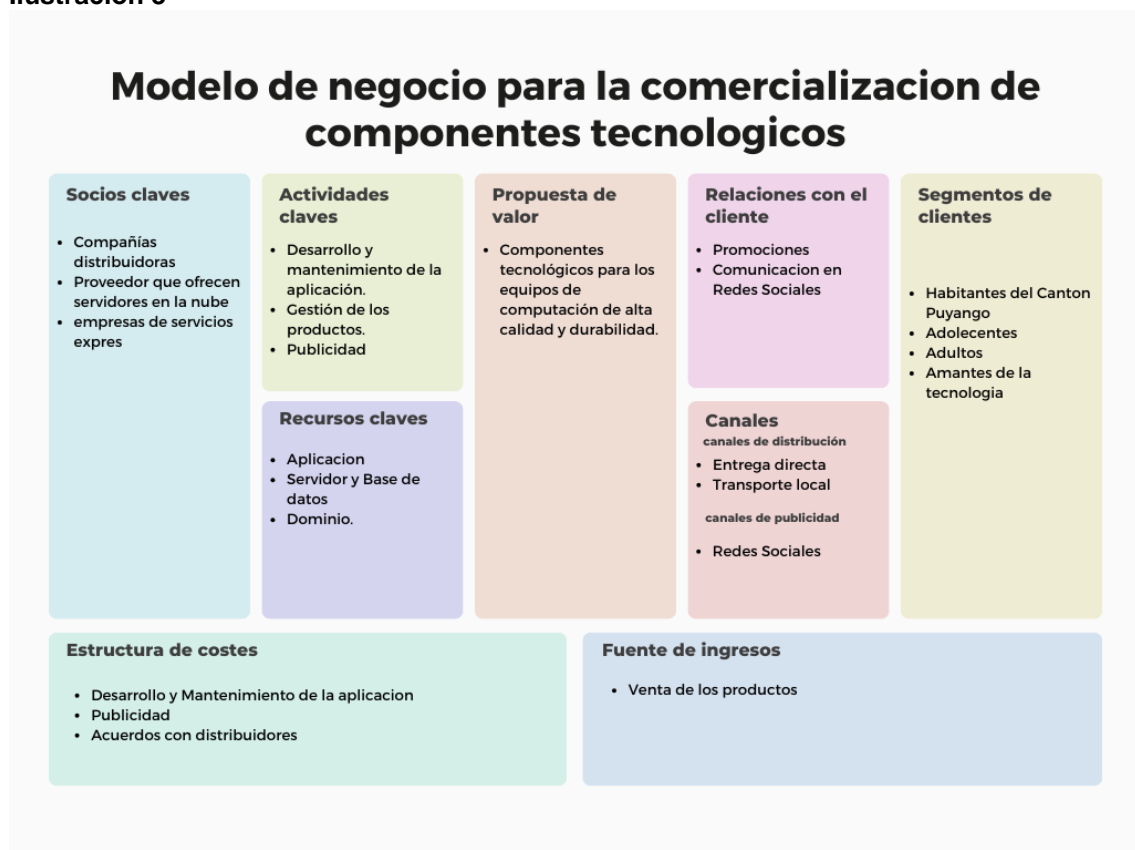 Modelo de negocio para la comercializacion de
componentes tecnologicos
Socios claves
Compañías
distribuidoras
Proveedor que ofrecen
servidores en la nube
empresas de servicios
expres
Actividades
claves
Desarrollo y
mantenimiento de la
aplicación.
Gestión de los
productos.
Publicidad
Recursos claves
Aplicacion
Servidor y Base de
datos
Dominio.
Propuesta de
valor
Componentes
tecnológicos para los
equipos de
computación de alta
calidad y durabilidad.
Relaciones con el
cliente
Promociones
Comunicacion en
Redes Sociales
Canales
canales de distribución
Entrega directa
Transporte local
canales de publicidad
Redes Sociales
Segmentos de
clientes
Habitantes del Canton
Puyango
Adolecentes
Adultos
Amantes de la
tecnologia
Estructura de costes
Desarrollo y Mantenimiento de la aplicacion
Publicidad
Acuerdos con distribuidores
Fuente de ingresos
Venta de los productos